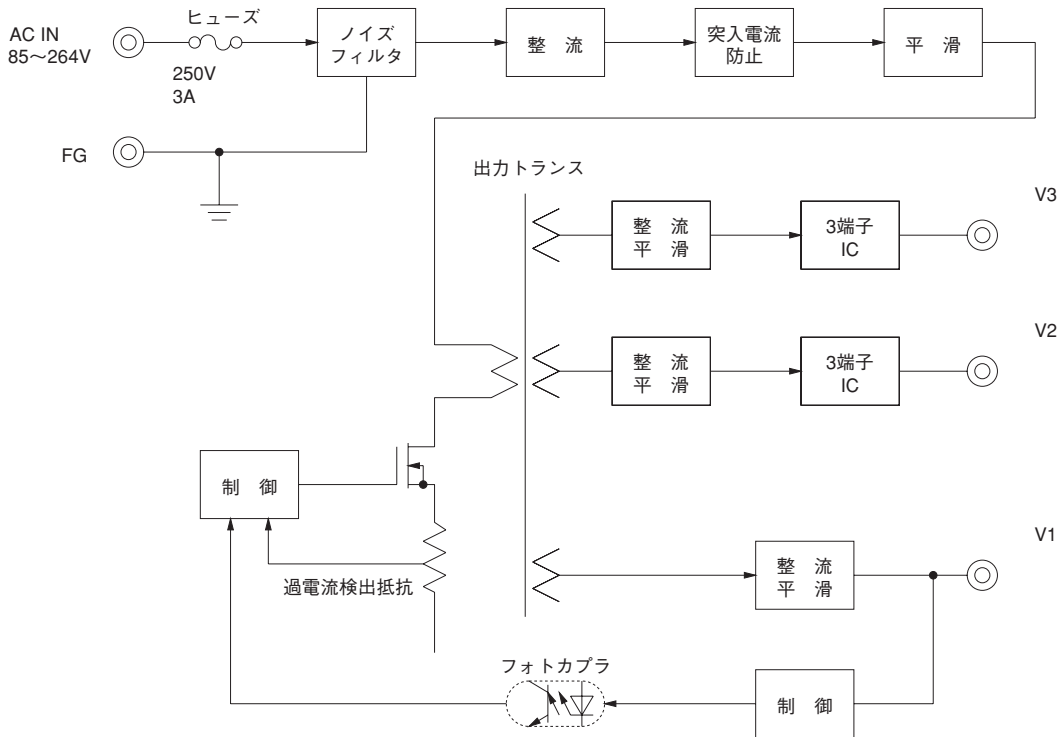 ヒューズ
AC IN
85～264V
250V
3A
ノイズ
フィルタ
整　流
突入電流
防止
平　滑
FG
出力トランス
V3
整　流
平　滑
3端子
IC
V2
整　流
平　滑
3端子
IC
制　御
V1
整　流
平　滑
過電流検出抵抗
フォトカプラ
制　御